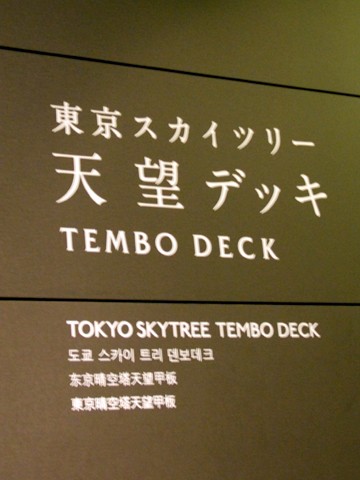 東京スカイツリー
天望デッキ
TEMBO DECK
TOKYO SKYTREE TEMBO DECK
도쿄 스카이 트리 덴보데크
东京晴空塔天望甲板
東京晴空塔天望甲板